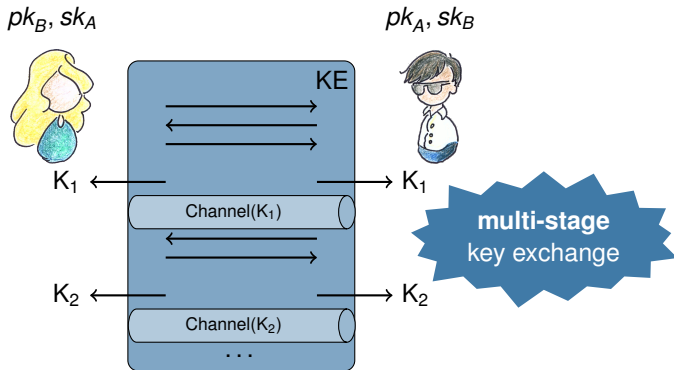 pk_B, sk_A
pk_A, sk_B
KE
K_1
K_1
Channel(K_1)
multi-stage
key exchange
K_2
K_2
Channel(K_2)
...